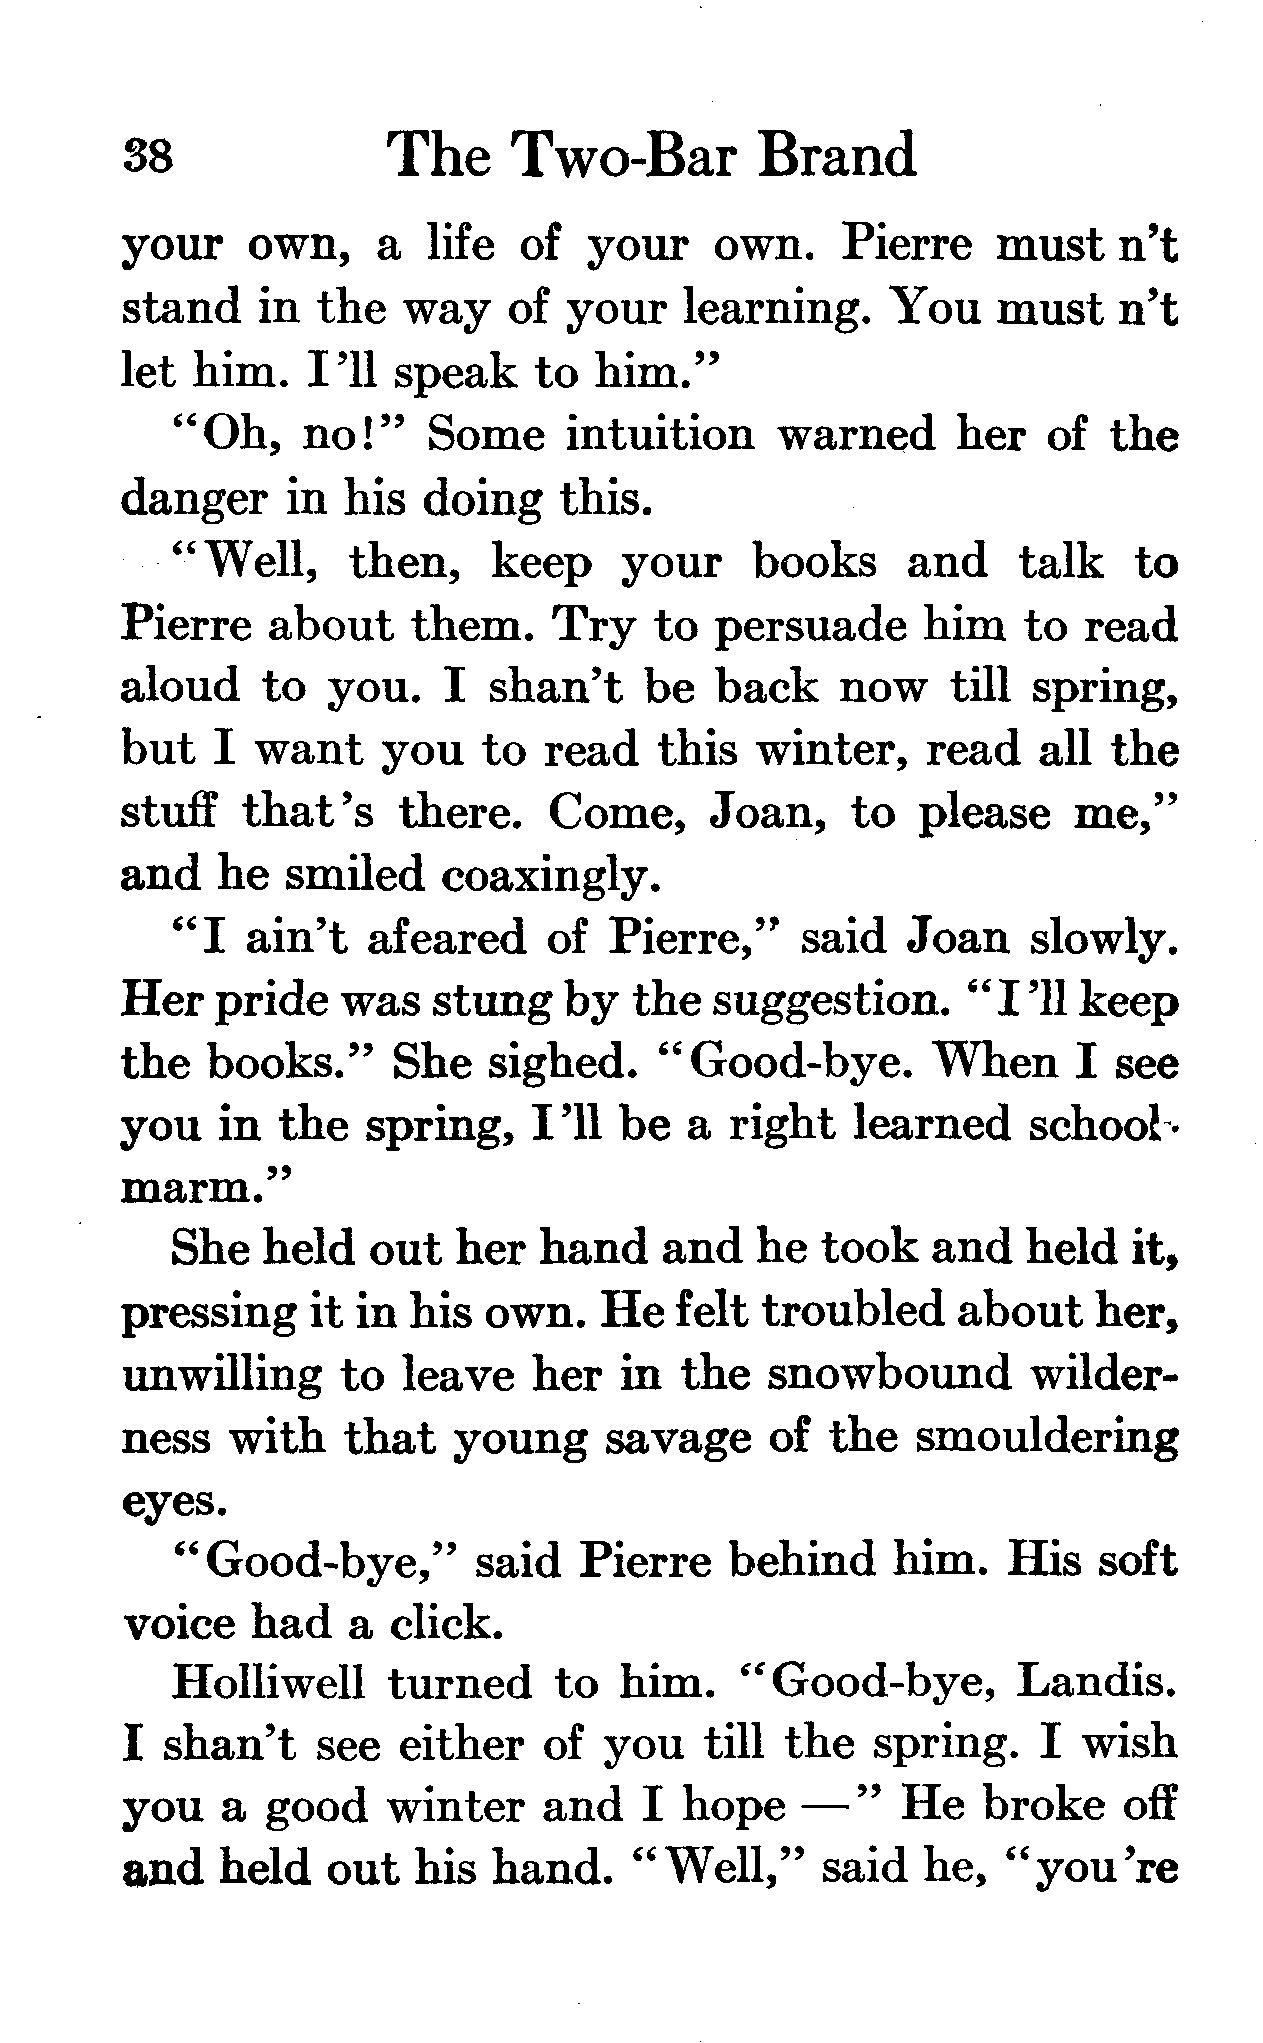 38 The Two-Bar Brand
your own, a life of your own. Pierre must n't
stand in the way of your learning. You must n't
let him. I 'll speak to him."
"Oh, no!" Some intuition warned her of the
danger in his doing this.
"Well, then, keep your books and talk to
Pierre about them. Try to persuade him to read
aloud to you. I shan't be back now till spring,
but I want you to read this winter, read all the
stuff that 's there. Come, Joan, to please me,"
and he smiled coaxingly.
"I ain't afeared of Pierre," said Joan slowly.
Her pride was stung by the suggestion. "I 'll keep
the books." She sighed. "Good-bye. When I see
you in the spring, I 'll be a right learned school-
marm."
She held out her hand and he took and held it,
pressing it in his own. He felt troubled about her,
unwilling to leave her in the snowbound wilder-
ness with that young savage of the smouldering
eyes.
"Good-bye," said Pierre behind him. His soft
voice had a click.
Holliwell turned to him. "Good-bye, Landis.
I shan't see either of you till the spring. I wish
you a good winter and I hope —" He broke off
and held out his hand. "Well," said he, "you 're